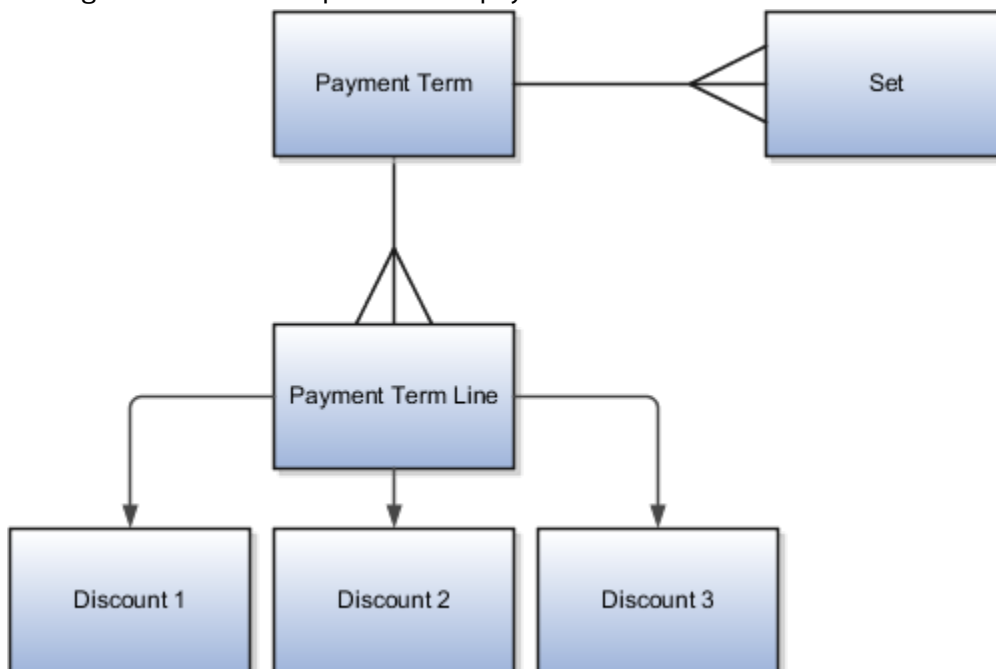 Payment Term
Set
Payment Term Line
Discount 1
Discount 2
Discount 3